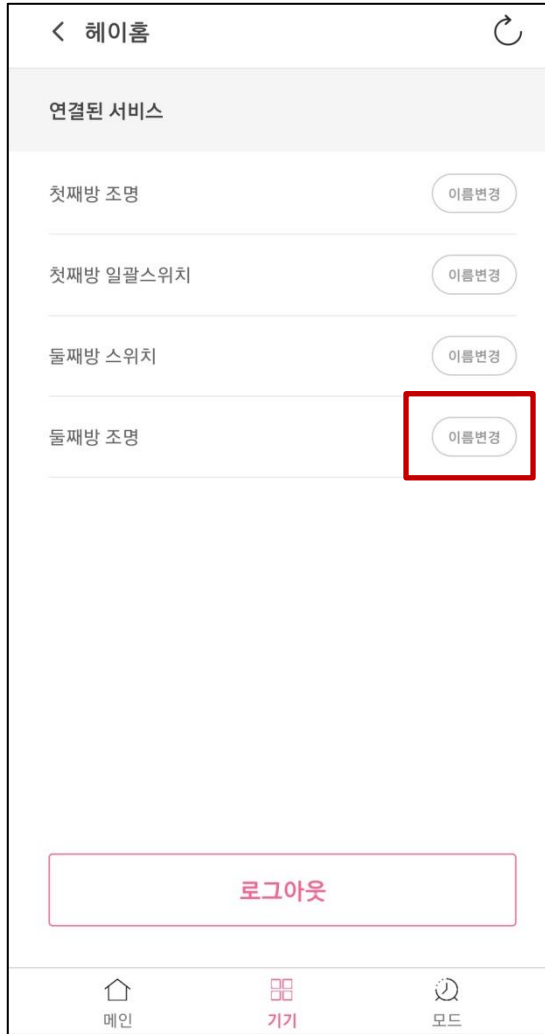 헤이홈
연결된 서비스
첫째방 조명 이름변경
첫째방 일괄스위치 이름변경
둘째방 스위치 이름변경
둘째방 조명 이름변경
로그아웃
메인 기기 모드